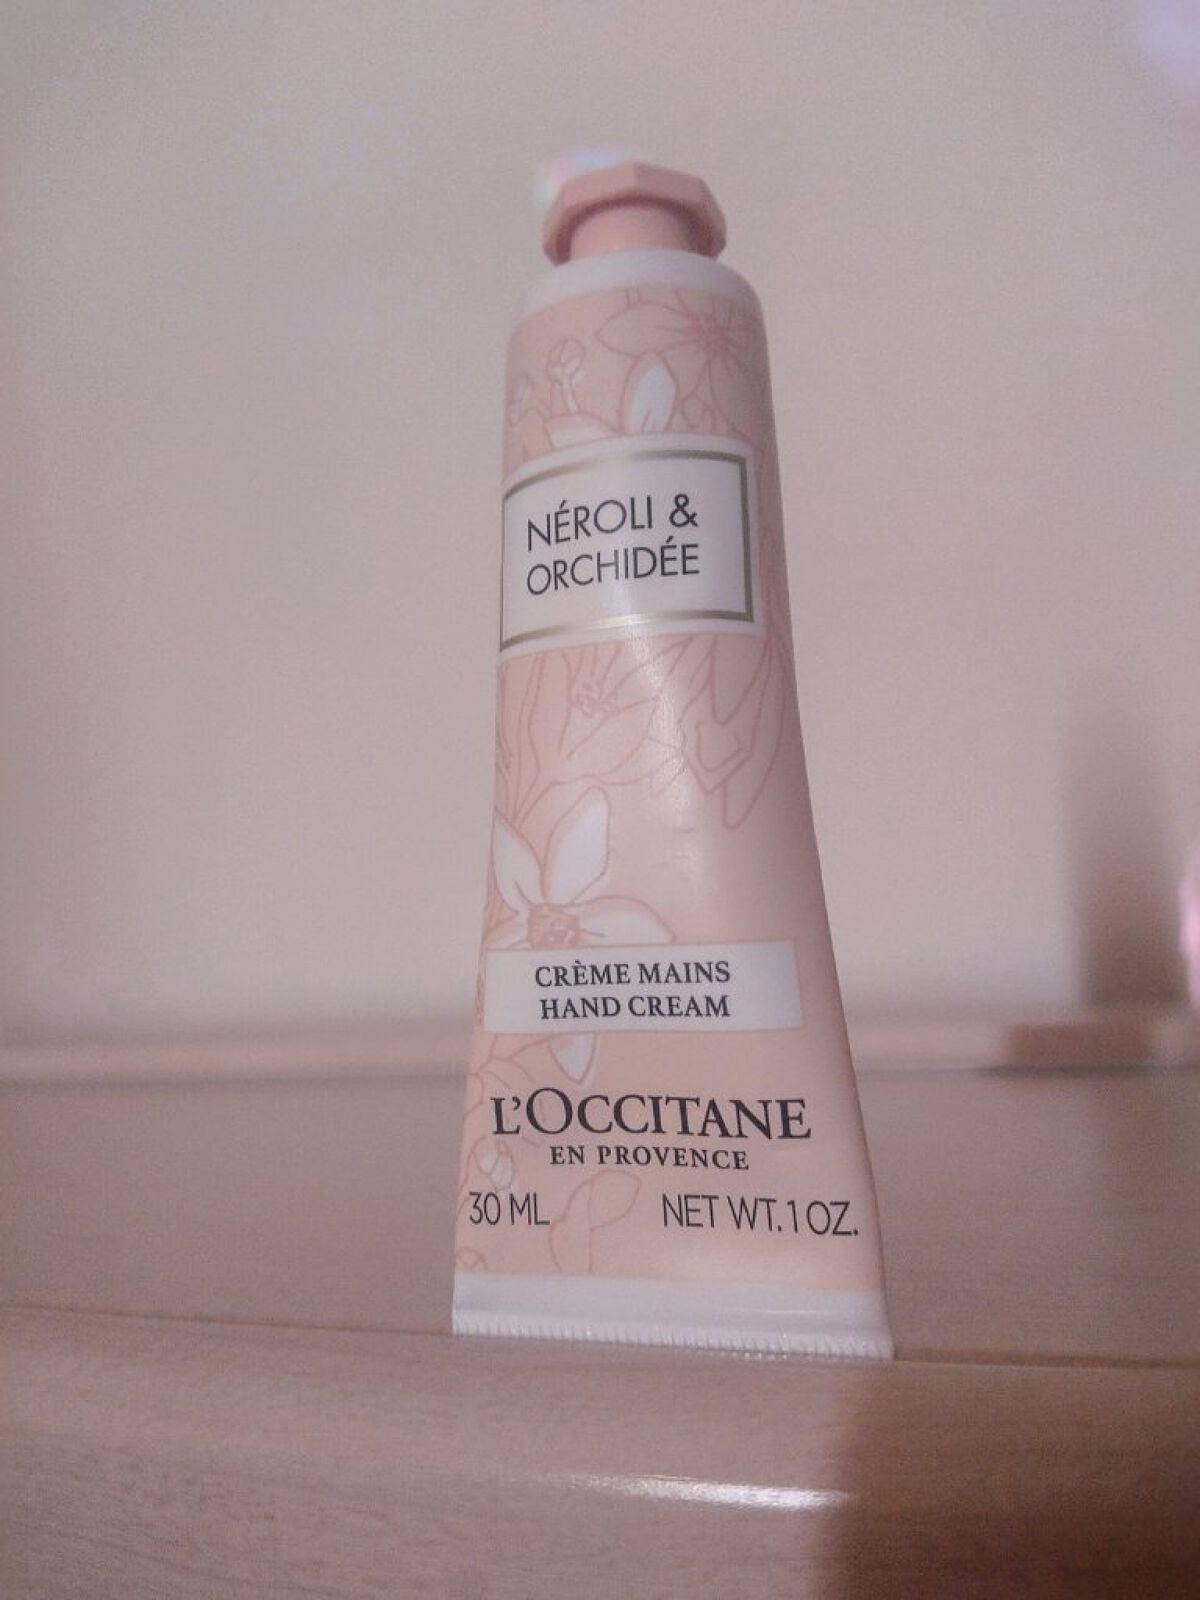 NÉROLI &
ORCHIDÉE
CRÈME MAINS
HAND CREAM
L'OCCITANE
EN PROVENCE
30 ML NET WT. 1 OZ.